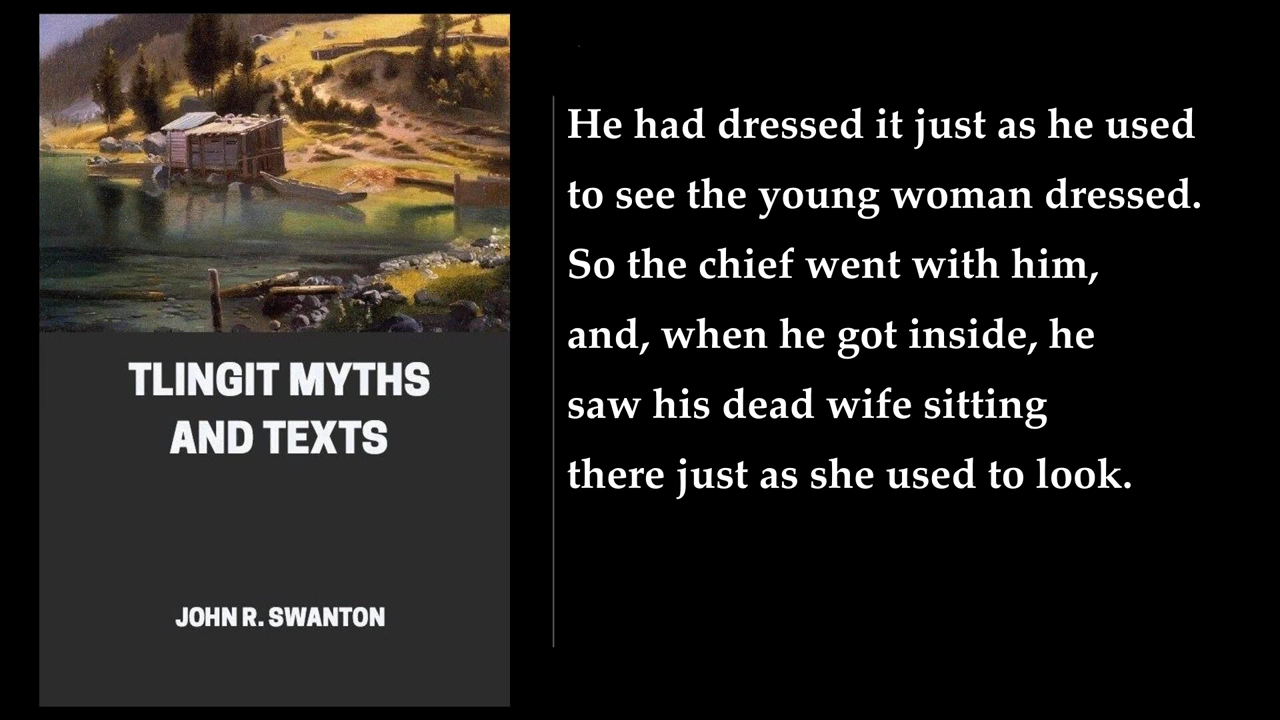 TLINGIT MYTHS
AND TEXTS
JOHN R. SWANTON
He had dressed it just as he used
to see the young woman dressed.
So the chief went with him,
and, when he got inside, he
saw his dead wife sitting
there just as she used to look.